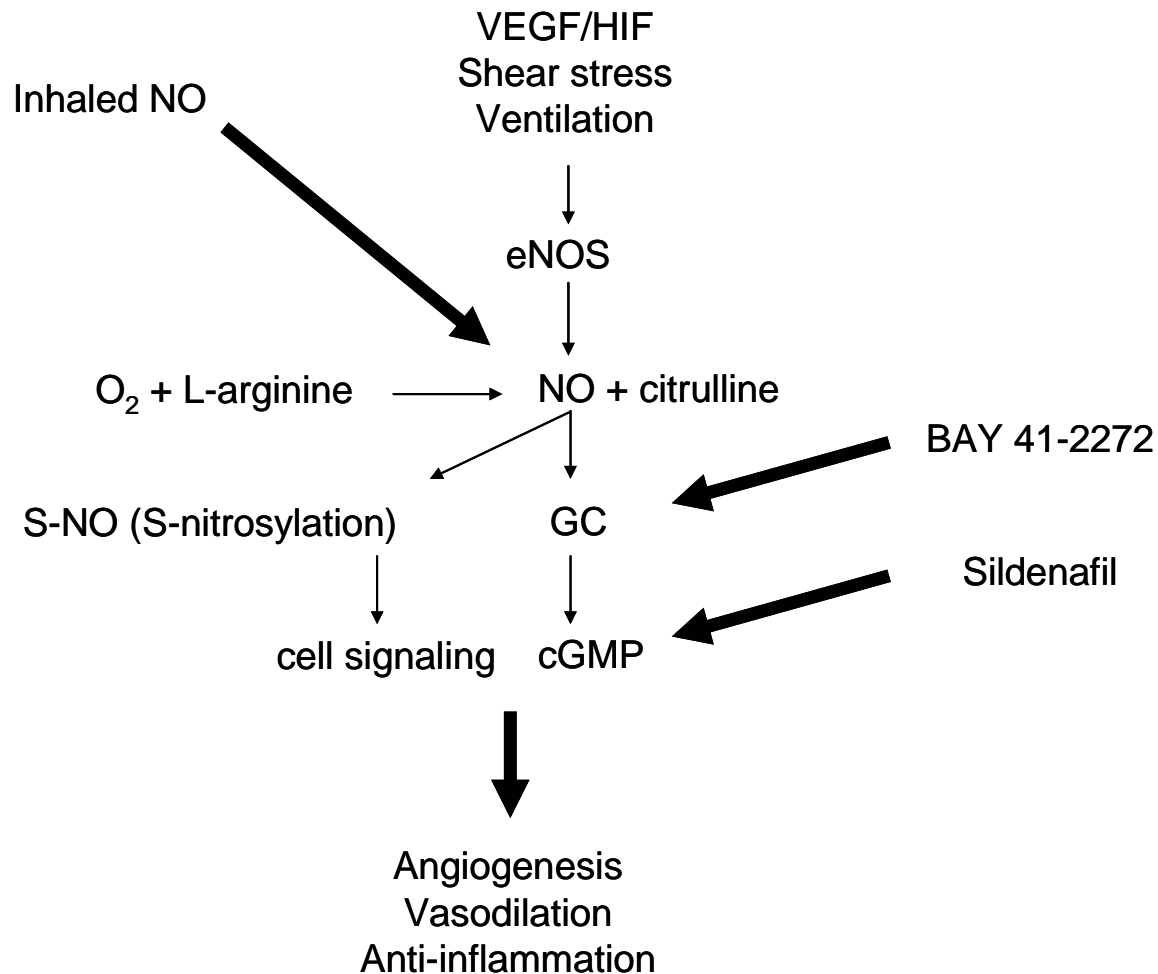 VEGF/HIF
Shear stress
Ventilation
Inhaled NO
eNOS
O₂ + L-arginine
NO + citrulline
BAY 41-2272
S-NO (S-nitrosylation)
GC
Sildenafil
cell signaling
cGMP
Angiogenesis
Vasodilation
Anti-inflammation